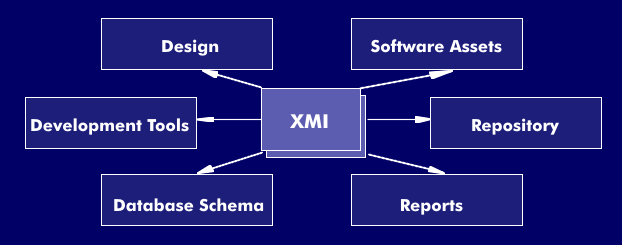 Design
Software Assets
Development Tools
XMI
Repository
Database Schema
Reports